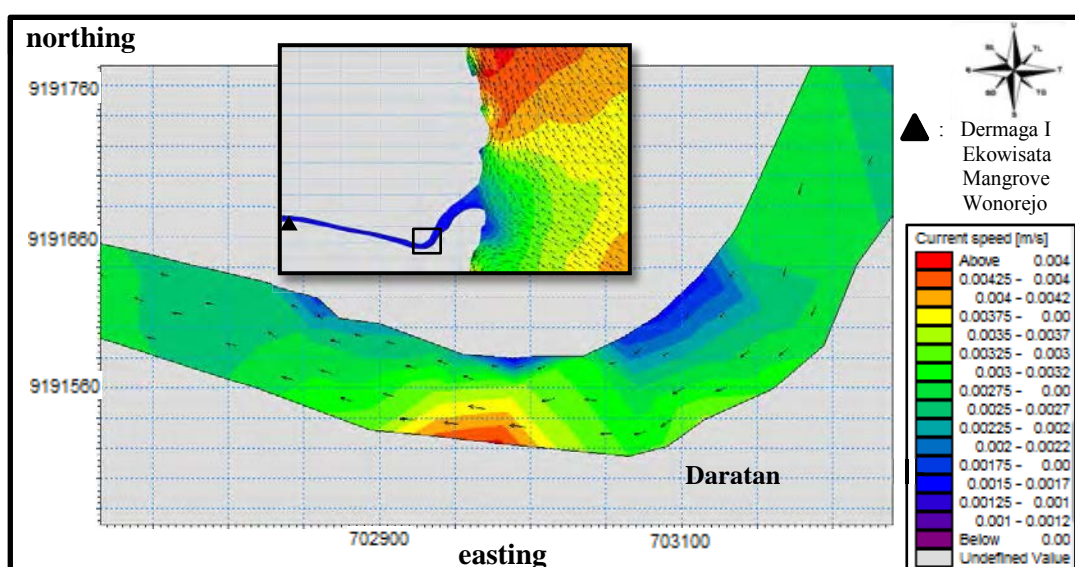 northing
9191760
9191660
9191560
702900
703100
easting
Daratan
U
TL
T
TG
S
BD
BL
: Dermaga I
Ekowisata
Mangrove
Wonorejo
Current speed [m/s]
Above 0.004
0.00425 - 0.004
0.004 - 0.0042
0.00375 - 0.00
0.0035 - 0.0037
0.00325 - 0.003
0.003 - 0.0032
0.00275 - 0.00
0.0025 - 0.0027
0.00225 - 0.002
0.002 - 0.0022
0.00175 - 0.00
0.0015 - 0.0017
0.00125 - 0.001
0.001 - 0.0012
Below 0.00
Undefined Value